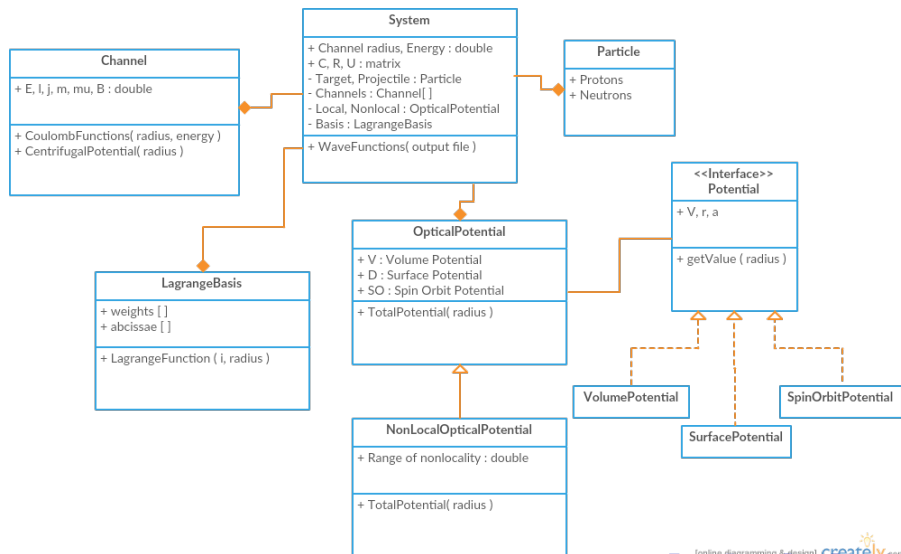 System
+ Channel radius, Energy : double
+ C, R, U : matrix
- Target, Projectile : Particle
- Channels : Channel[ ]
- Local, Nonlocal : OpticalPotential
- Basis : LagrangeBasis
+ WaveFunctions( output file )
Channel
+ E, l, j, m, mu, B : double
+ CoulombFunctions( radius, energy )
+ CentrifugalPotential( radius )
Particle
+ Protons
+ Neutrons
<<Interface>>
Potential
+ V, r, a
+ getValue ( radius )
OpticalPotential
+ V : Volume Potential
+ D : Surface Potential
+ SO : Spin Orbit Potential
+ TotalPotential( radius )
LagrangeBasis
+ weights [ ]
+ abcissae [ ]
+ LagrangeFunction ( i, radius )
VolumePotential
SpinOrbitPotential
SurfacePotential
NonLocalOpticalPotential
+ Range of nonlocality : double
+ TotalPotential( radius )
[online diagramming & design] creately